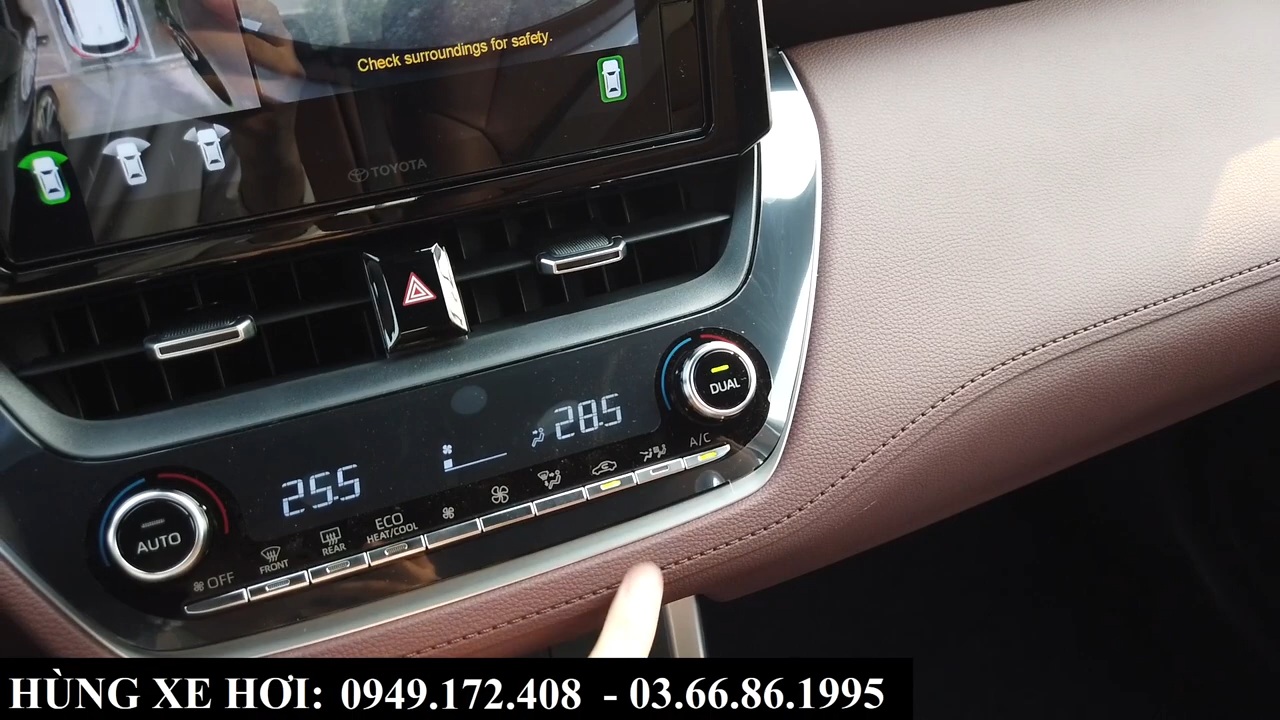 Check surroundings for safety.
TOYOTA
28.5
DUAL
A/C
25.5
AUTO
OFF
FRONT
REAR
ECO
HEAT/COOL
HÙNG XE HƠI: 0949.172.408 - 03.66.86.1995